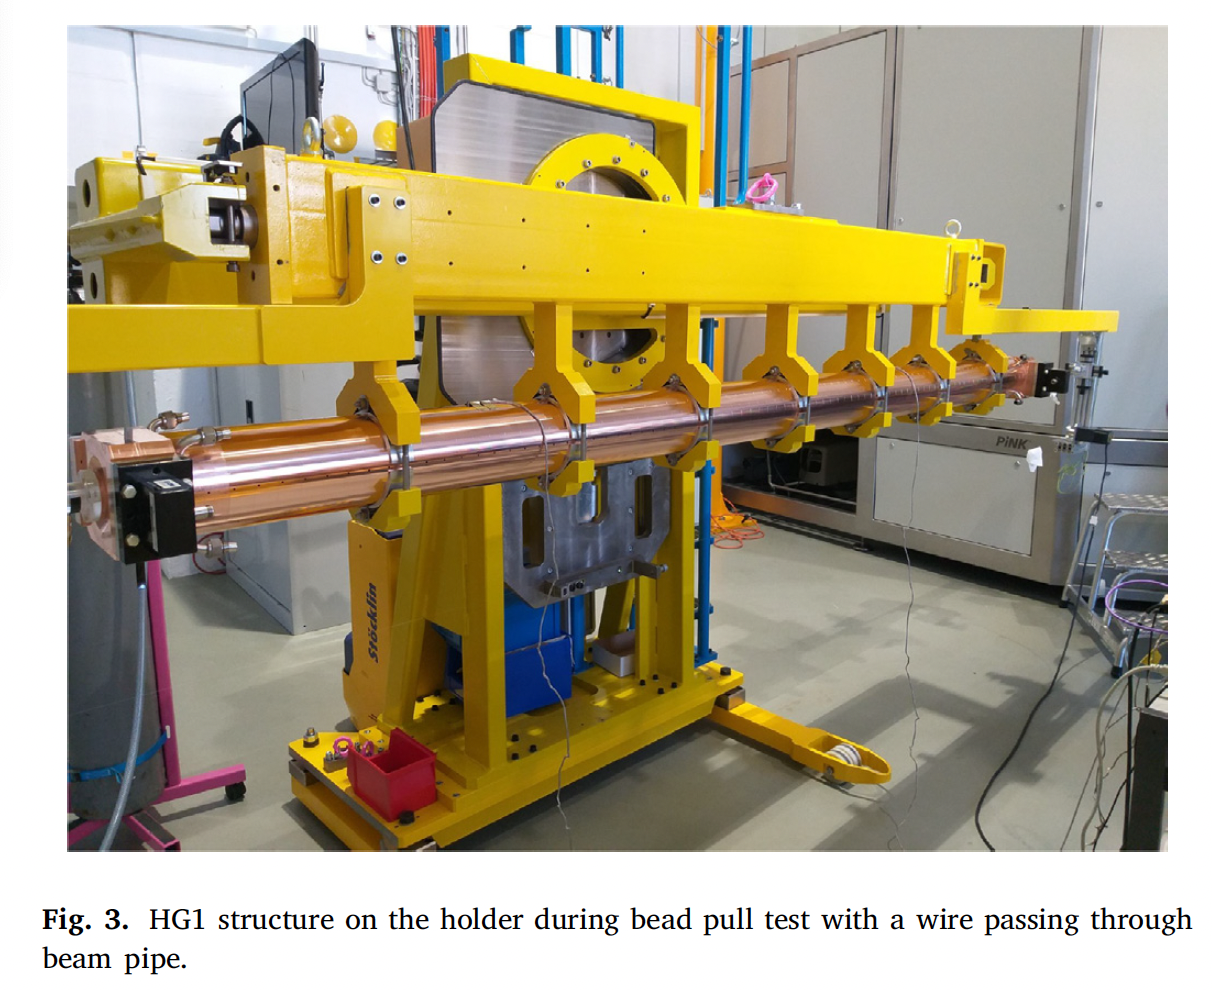 PINK
Stöcklin
Fig. 3. HG1 structure on the holder during bead pull test with a wire passing through
beam pipe.